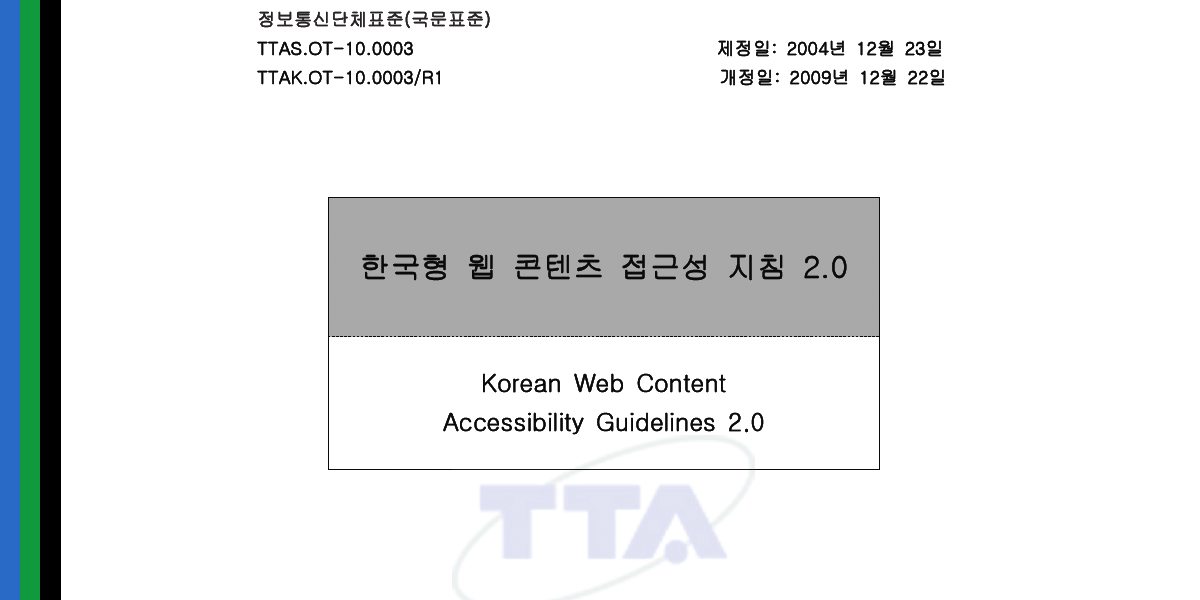 정보통신단체표준(국문표준)
TTAS.OT-10.0003 제정일: 2004년 12월 23일
TTAK.OT-10.0003/R1 개정일: 2009년 12월 22일
한국형 웹 콘텐츠 접근성 지침 2.0
Korean Web Content
Accessibility Guidelines 2.0
TTA